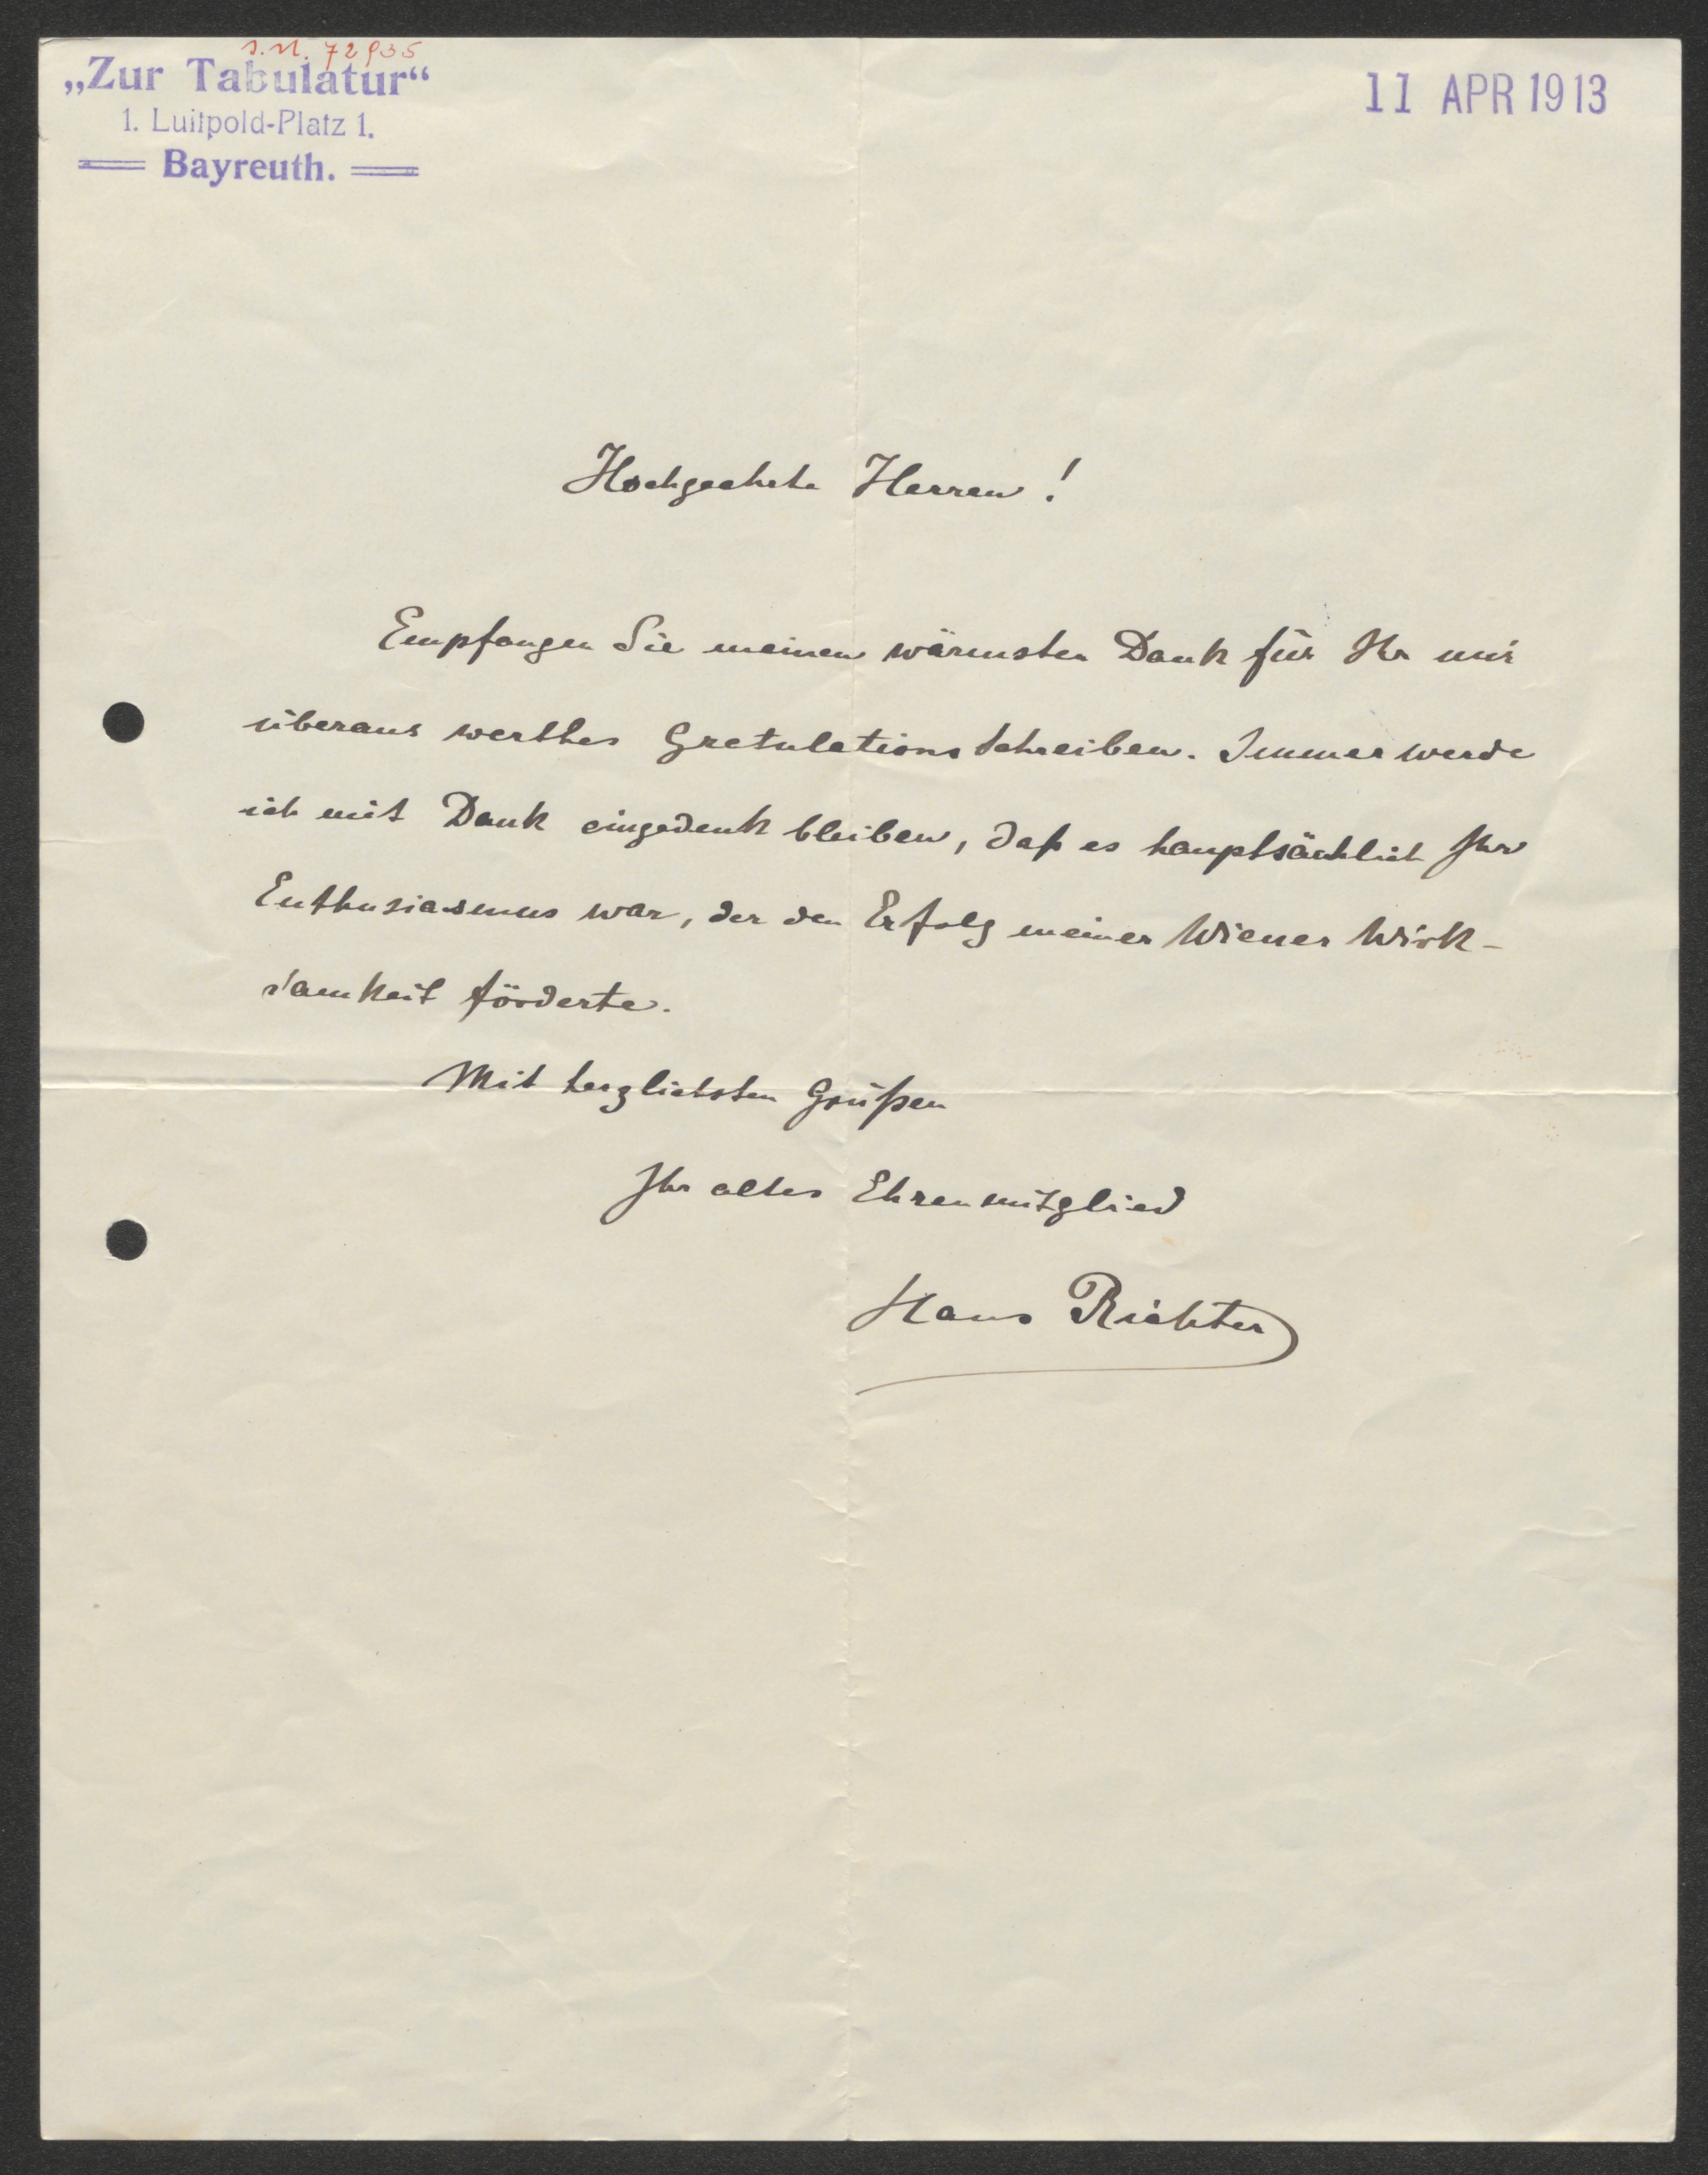 J.N. 72935
„Zur Tabulatur“
1. Luitpold-Platz 1.
Bayreuth.
11 APR 1913
Hochgeehrte Herren!
Empfangen Sie meinen wärmsten Dank für Ihr mir
überaus werthes Gratulationsschreiben. Immer werde
ich mit Dank eingedenk bleiben, daß es hauptsächlich Ihr
Enthusiasmus war, der den Erfolg meiner Wiener Wirk-
samkeit förderte.
Mit herzlichsten Grüßen
Ihr altes Ehrenmitglied
Hans Richter